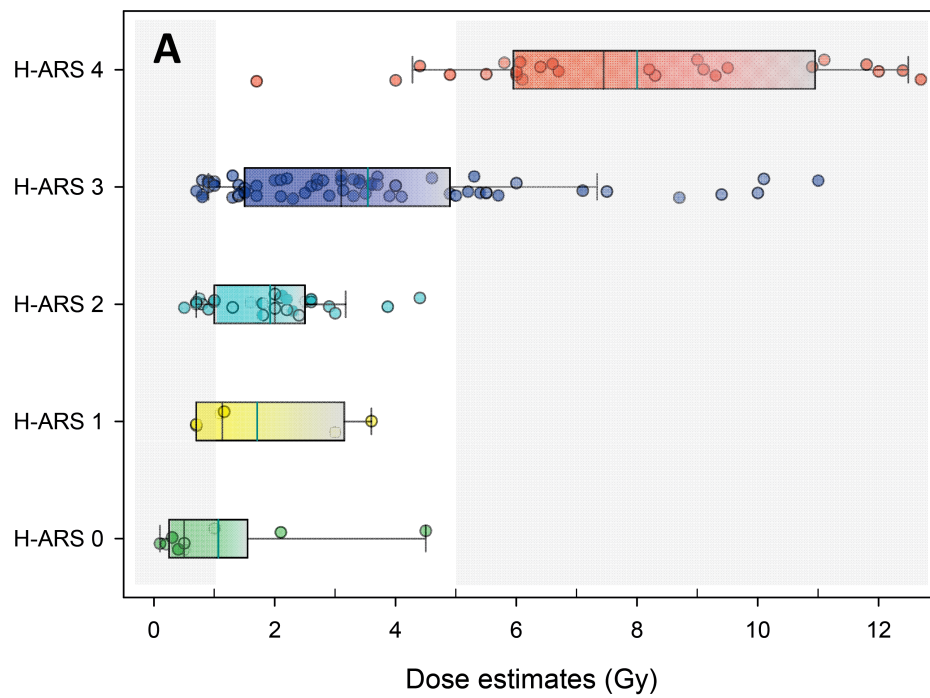 A
H-ARS 4
H-ARS 3
H-ARS 2
H-ARS 1
H-ARS 0
0 2 4 6 8 10 12
Dose estimates (Gy)